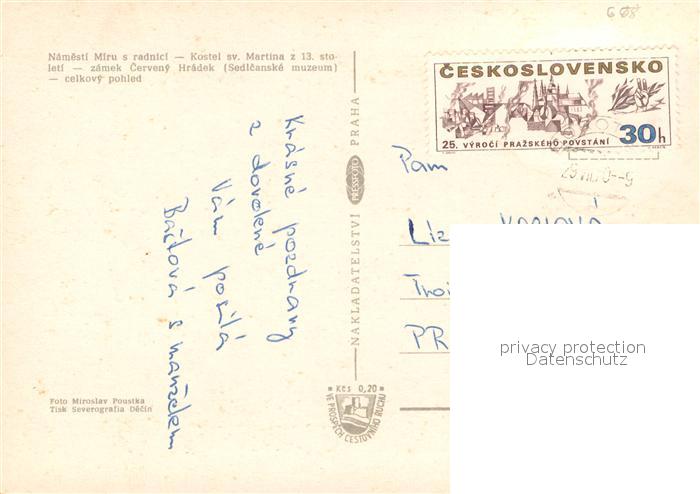 Náměstí Míru s radnicí — Kostel sv. Martina z 13. sto-
letí — zámek Červený Hrádek (Sedlčanské muzeum)
— celkový pohled
Krásné pozdravy
z dovolené
Vám posílá
s manželem
Foto Miroslav Poustka
Tisk Severografia Děčín
NAKLADATELSTVÍ PRESSFOTO PRAHA
Kčs 0,20
VE PROSPĚCH CESTOVNÍHO RUCHU
ČESKOSLOVENSKO
25. VÝROČÍ PRAŽSKÉHO POVSTÁNÍ 30h
Paní
PR
privacy protection
Datenschutz